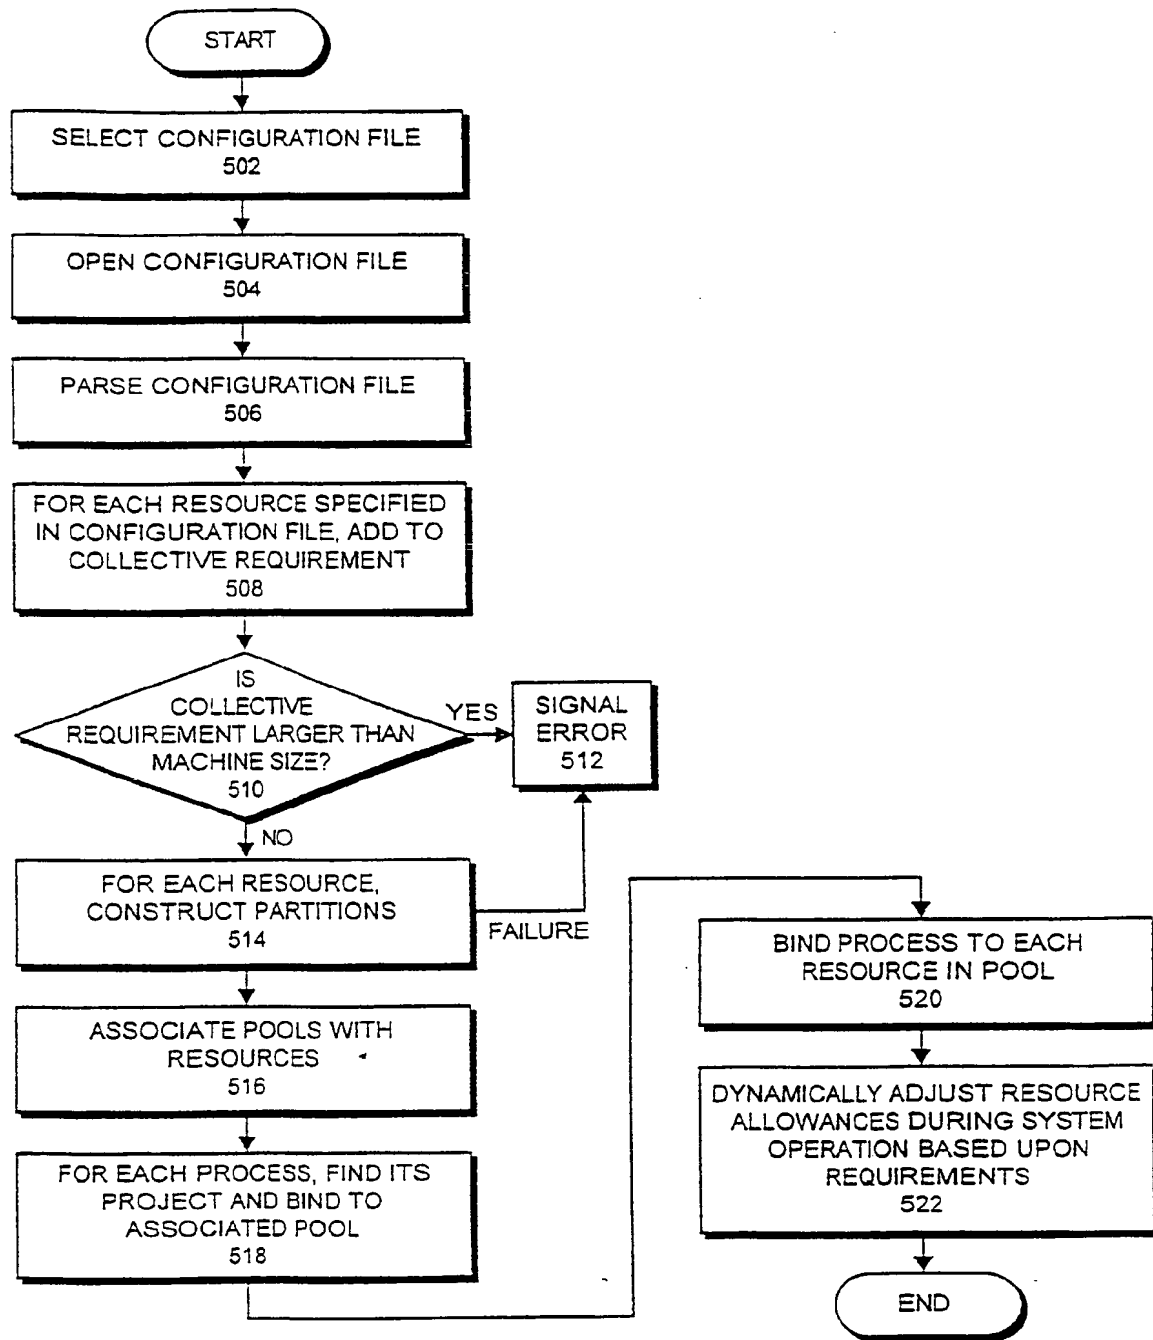 START
SELECT CONFIGURATION FILE
502
OPEN CONFIGURATION FILE
504
PARSE CONFIGURATION FILE
506
FOR EACH RESOURCE SPECIFIED
IN CONFIGURATION FILE, ADD TO
COLLECTIVE REQUIREMENT
508
IS
COLLECTIVE
REQUIREMENT LARGER THAN
MACHINE SIZE?
510
YES
SIGNAL
ERROR
512
NO
FOR EACH RESOURCE,
CONSTRUCT PARTITIONS
514
FAILURE
ASSOCIATE POOLS WITH
RESOURCES
516
FOR EACH PROCESS, FIND ITS
PROJECT AND BIND TO
ASSOCIATED POOL
518
BIND PROCESS TO EACH
RESOURCE IN POOL
520
DYNAMICALLY ADJUST RESOURCE
ALLOWANCES DURING SYSTEM
OPERATION BASED UPON
REQUIREMENTS
522
END